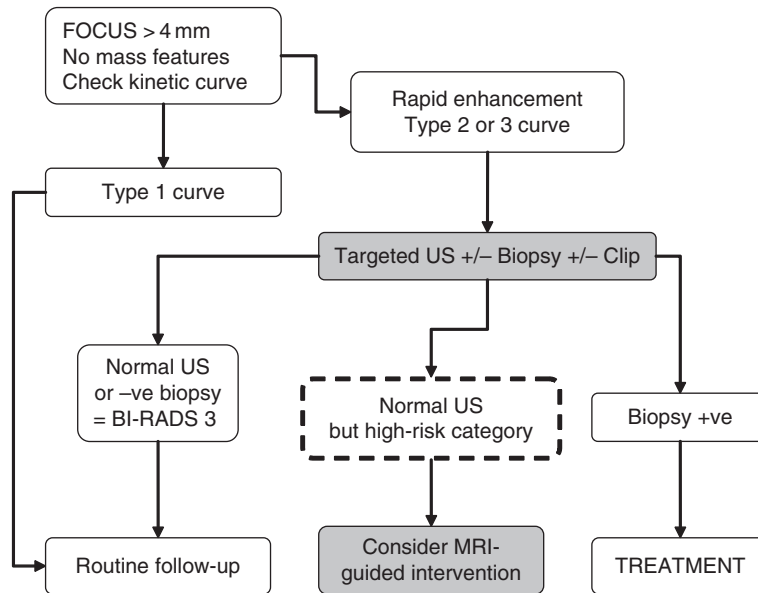 FOCUS > 4 mm
No mass features
Check kinetic curve
Rapid enhancement
Type 2 or 3 curve
Type 1 curve
Targeted US +/– Biopsy +/– Clip
Normal US
or –ve biopsy
= BI-RADS 3
Normal US
but high-risk category
Biopsy +ve
Routine follow-up
Consider MRI-
guided intervention
TREATMENT